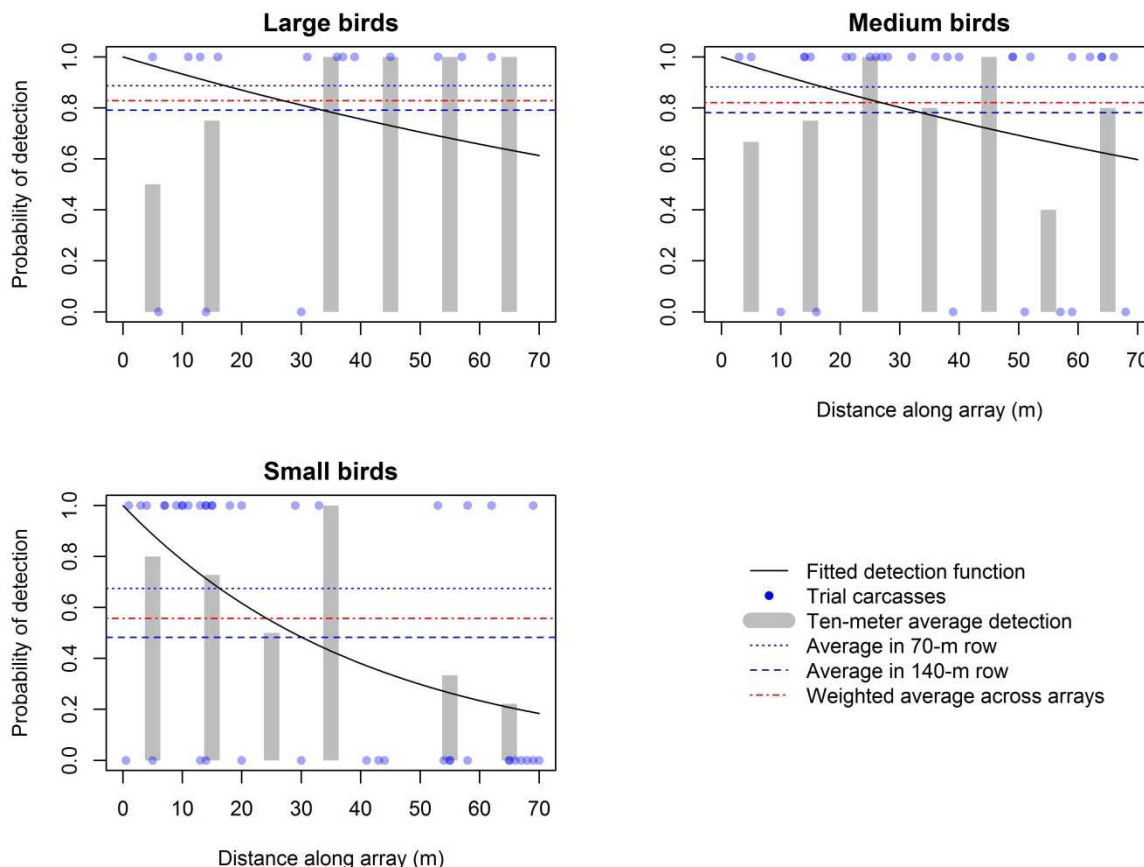 Large birds
Probability of detection
1.0
0.8
0.6
0.4
0.2
0.0
0 10 20 30 40 50 60 70
Medium birds
1.0
0.8
0.6
0.4
0.2
0.0
0 10 20 30 40 50 60 70
Distance along array (m)
Small birds
Probability of detection
1.0
0.8
0.6
0.4
0.2
0.0
0 10 20 30 40 50 60 70
Distance along array (m)
Fitted detection function
Trial carcasses
Ten-meter average detection
Average in 70-m row
Average in 140-m row
Weighted average across arrays